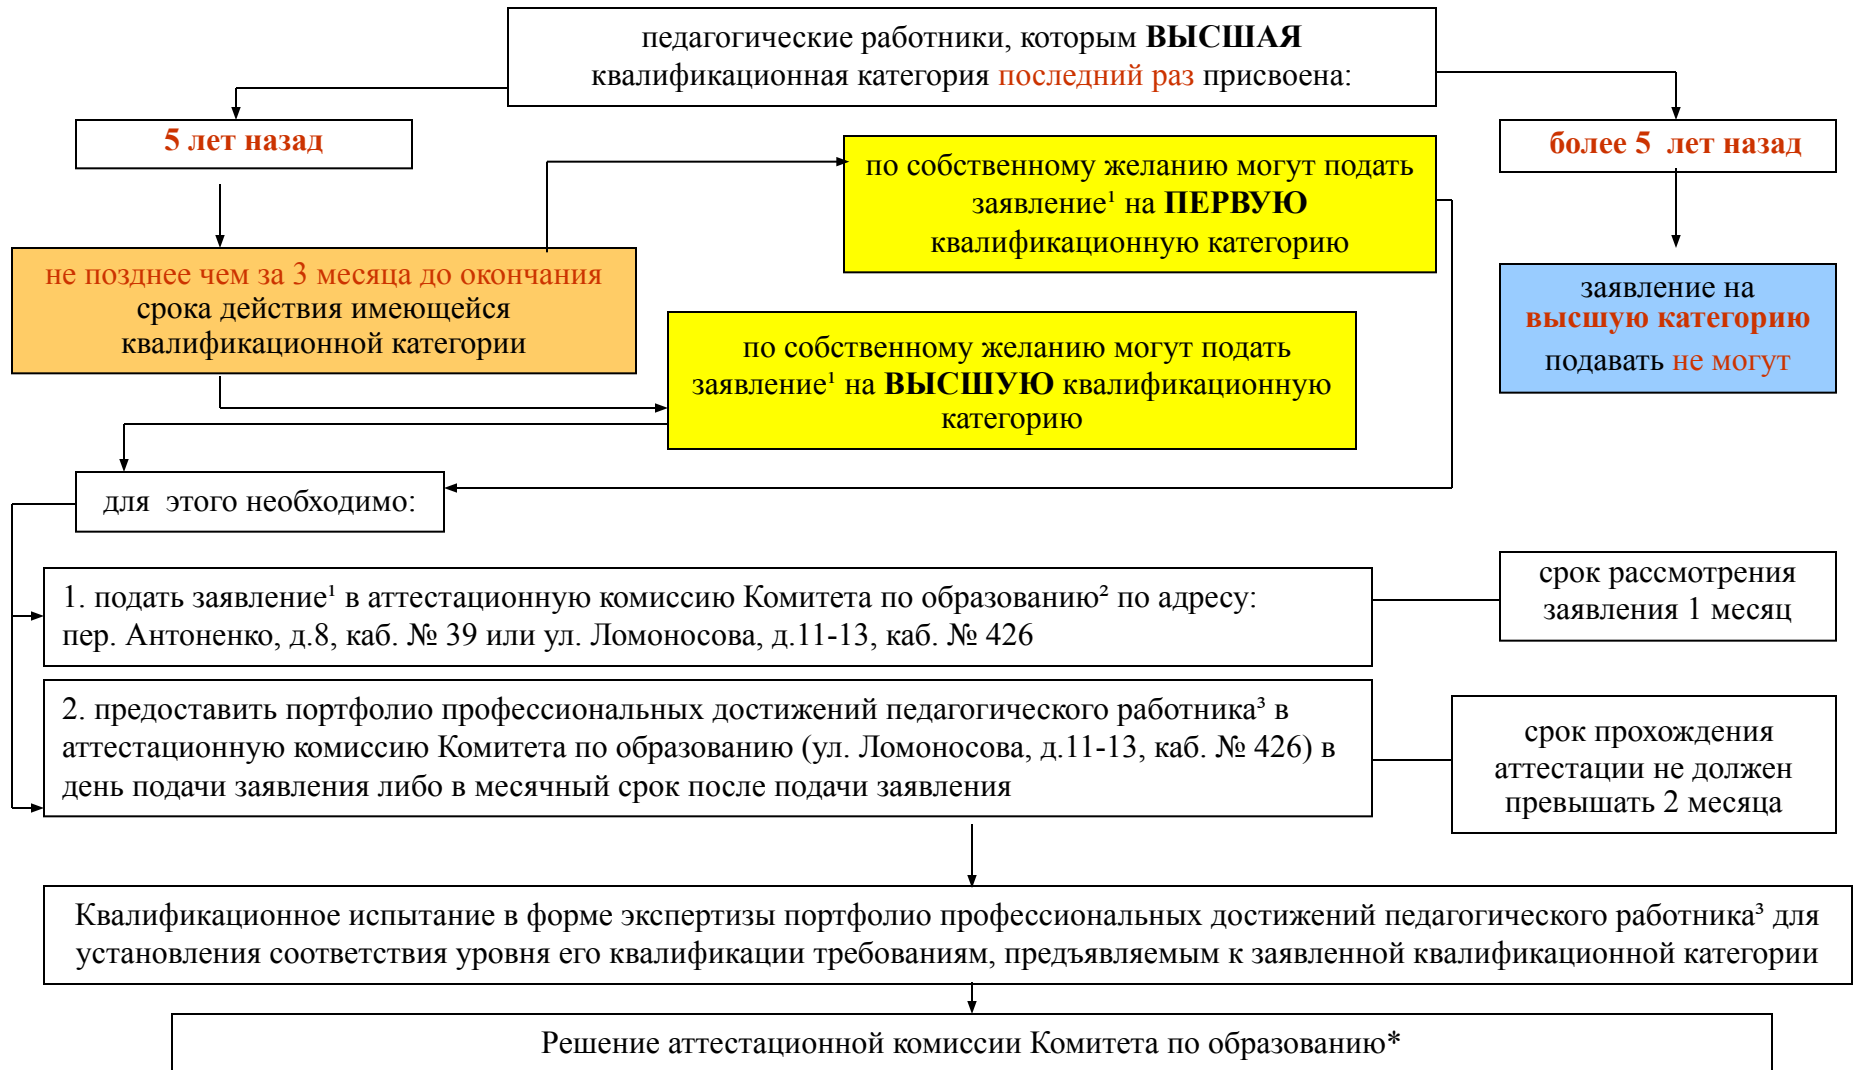 педагогические работники, которым ВЫСШАЯ
квалификационная категория последний раз присвоена:
5 лет назад
более 5 лет назад
по собственному желанию могут подать
заявление¹ на ПЕРВУЮ
квалификационную категорию
не позднее чем за 3 месяца до окончания
срока действия имеющейся
квалификационной категории
заявление на
высшую категорию
подавать не могут
по собственному желанию могут подать
заявление¹ на ВЫСШУЮ квалификационную
категорию
для этого необходимо:
1. подать заявление¹ в аттестационную комиссию Комитета по образованию² по адресу:
пер. Антоненко, д.8, каб. № 39 или ул. Ломоносова, д.11-13, каб. № 426
срок рассмотрения
заявления 1 месяц
2. предоставить портфолио профессиональных достижений педагогического работника³ в
аттестационную комиссию Комитета по образованию (ул. Ломоносова, д.11-13, каб. № 426) в
день подачи заявления либо в месячный срок после подачи заявления
срок прохождения
аттестации не должен
превышать 2 месяца
Квалификационное испытание в форме экспертизы портфолио профессиональных достижений педагогического работника³ для
установления соответствия уровня его квалификации требованиям, предъявляемым к заявленной квалификационной категории
Решение аттестационной комиссии Комитета по образованию*